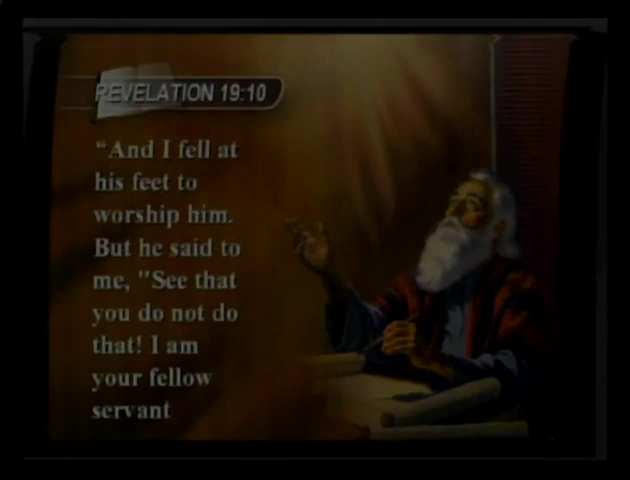 REVELATION 19:10
"And I fell at
his feet to
worship him.
But he said to
me, "See that
you do not do
that! I am
your fellow
servant